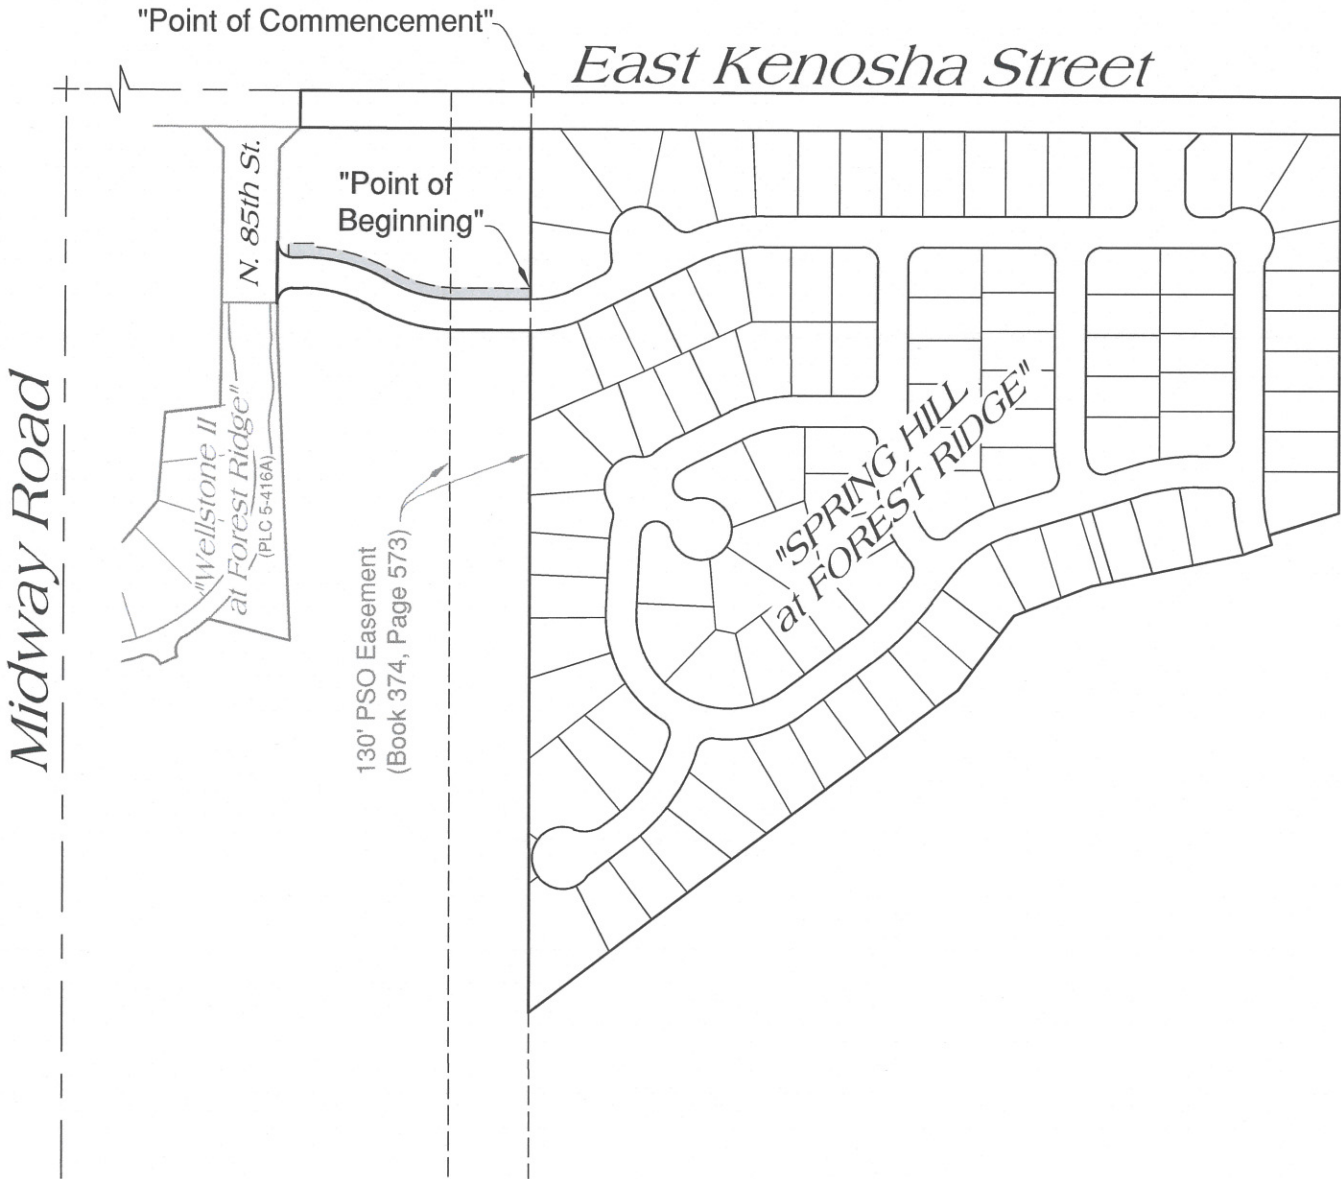 "Point of Commencement"
East Kenosha Street
N. 85th St.
"Point of
Beginning"
Midway Road
"Wellstone II
at Forest Ridge"
(PLC 5-416A)
130' PSO Easement
(Book 374, Page 573)
"SPRING HILL
at FOREST RIDGE"